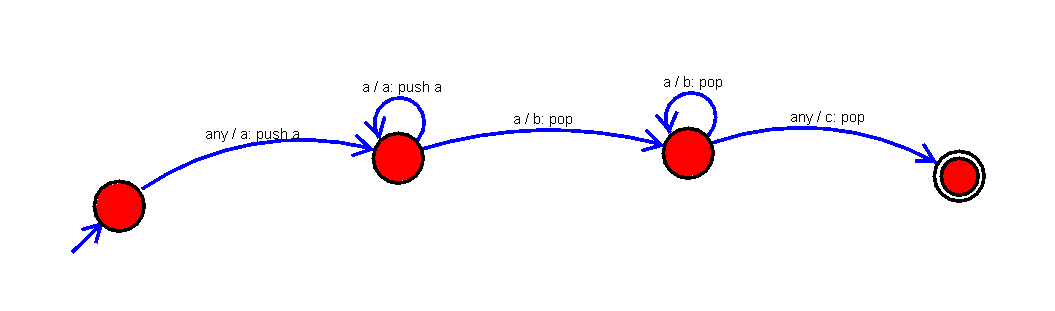 any / a: push a
a / a: push a
a / b: pop
a / b: pop
any / c: pop